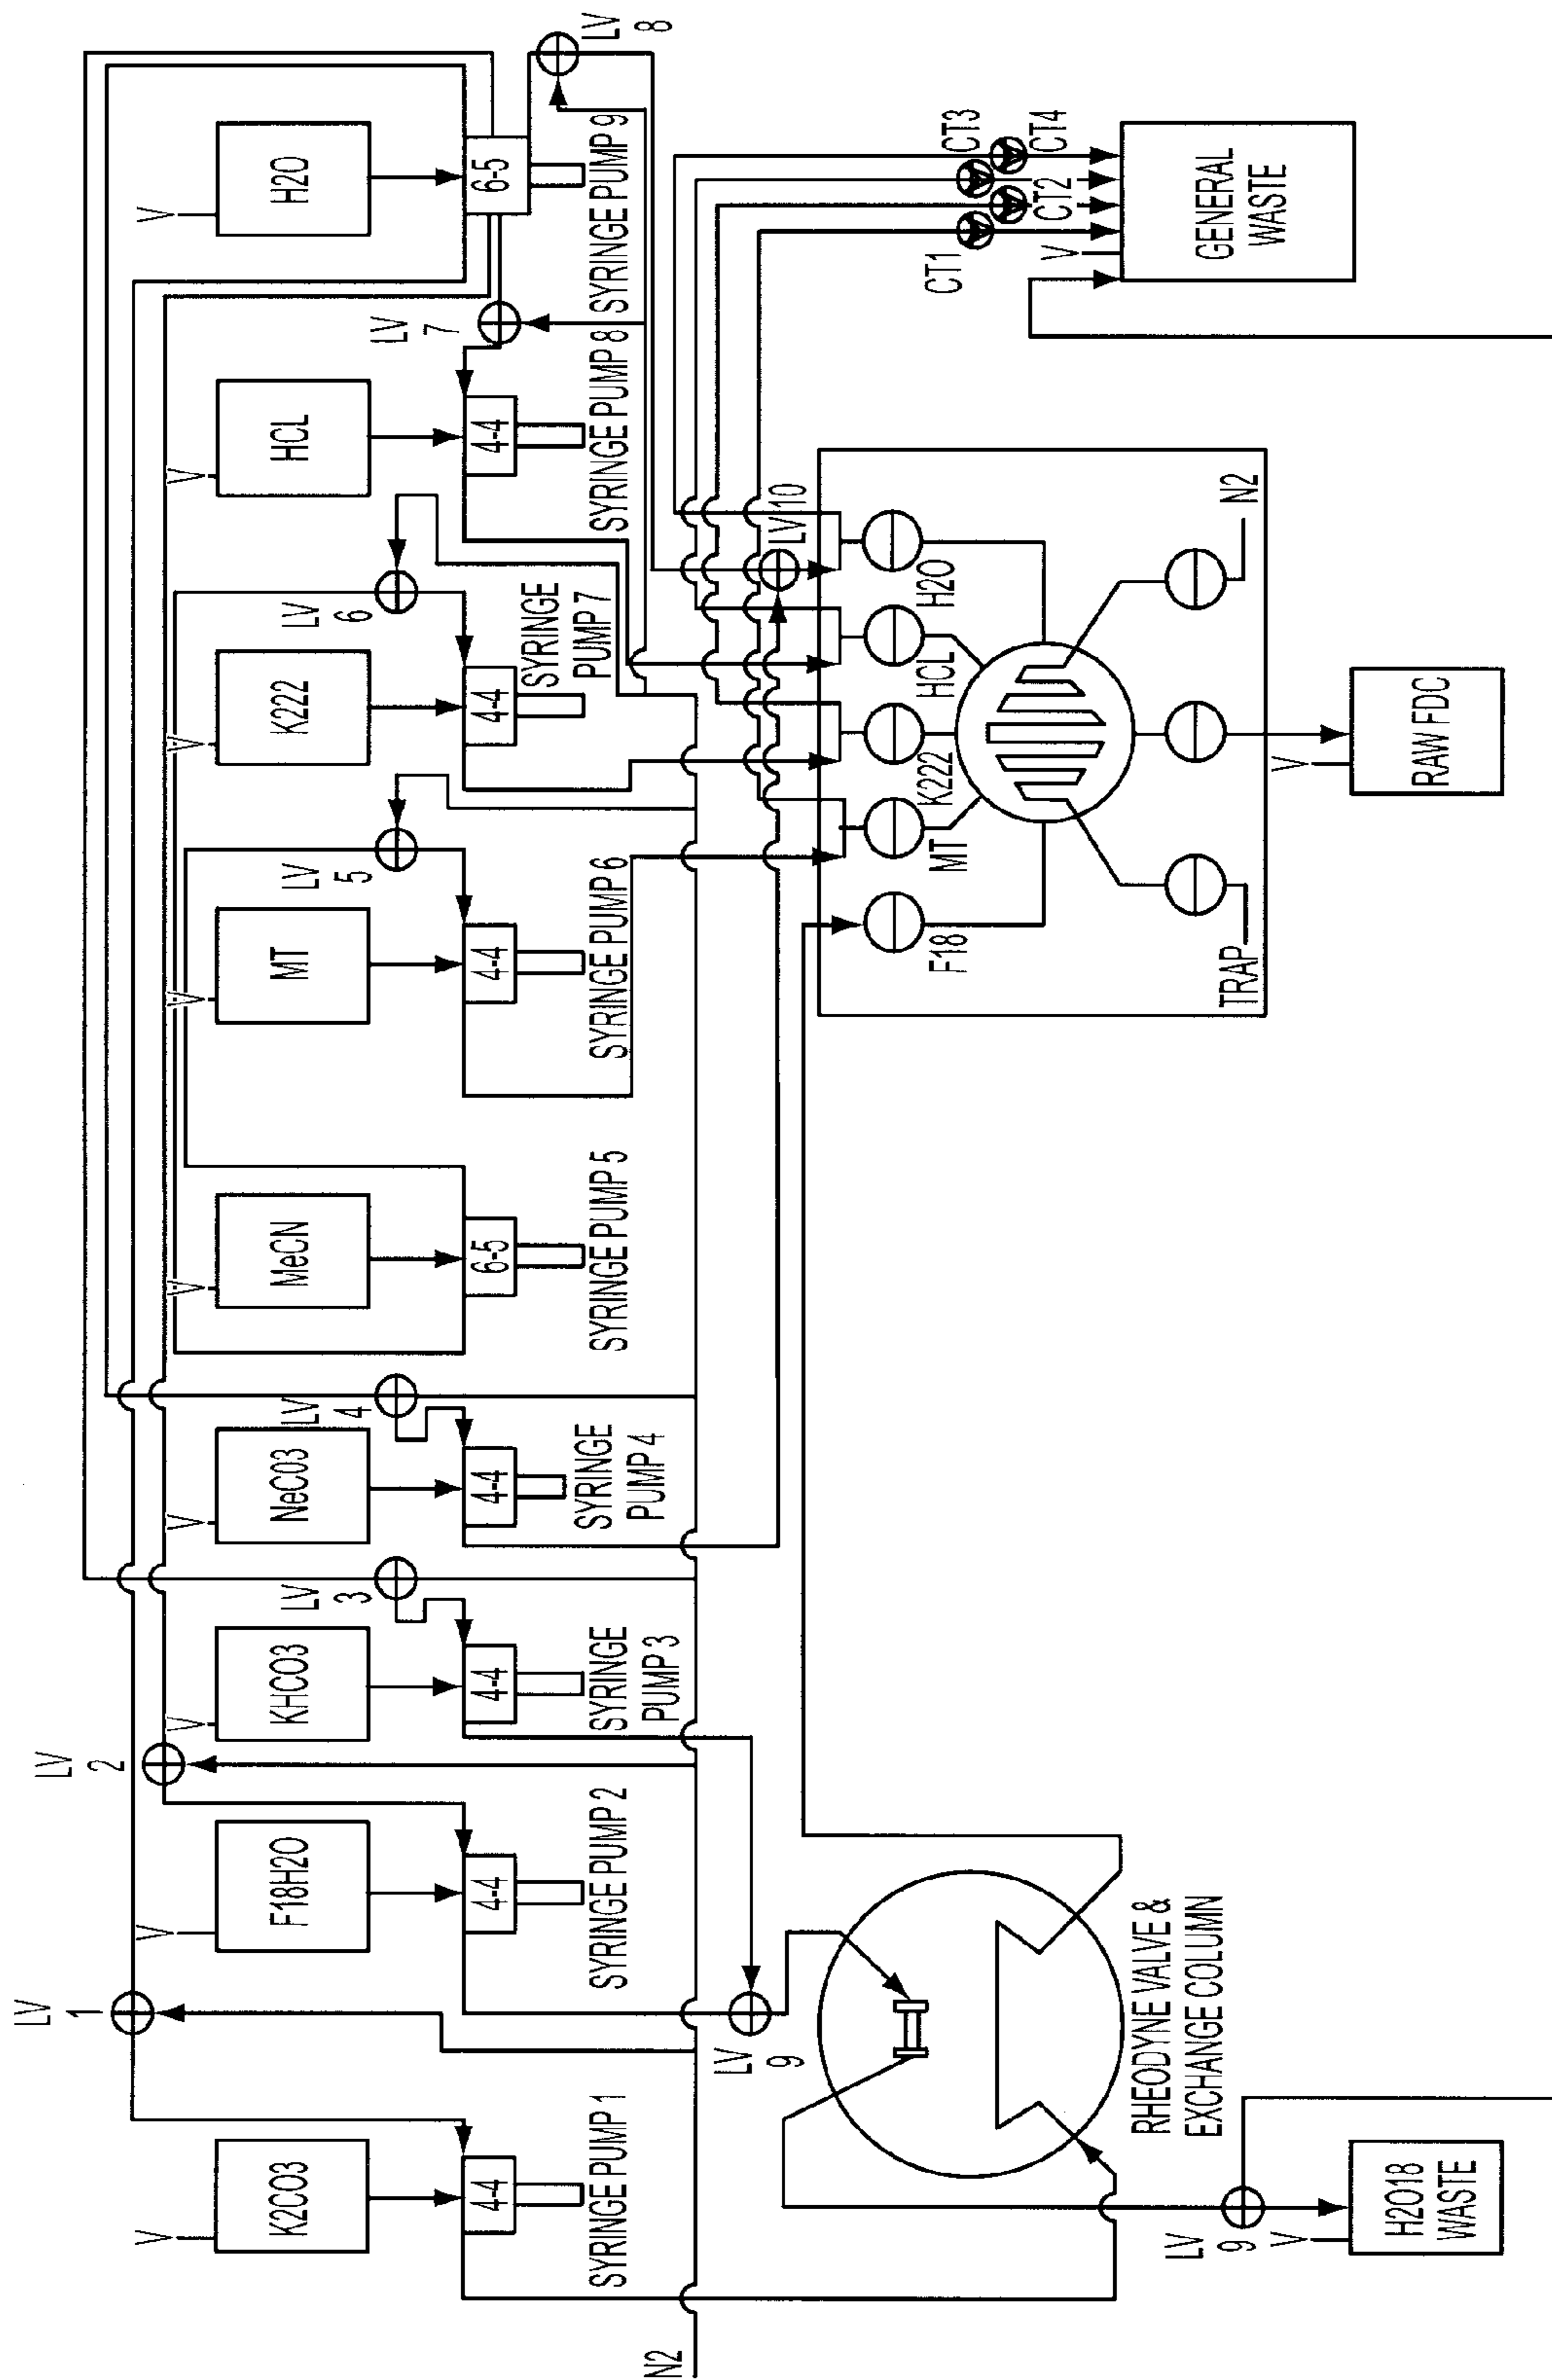 LV
1
LV
2
V
V
V
V
V
V
V
V
V
K2CO3
F18H2O
KHCO3
NeCO3
MeCN
MT
K222
HCL
H2O
LV
3
LV
4
LV
5
LV
6
LV
7
4-4
4-4
4-4
4-4
6-5
4-4
4-4
4-4
6-5
SYRINGE PUMP 1
SYRINGE PUMP 2
SYRINGE
PUMP 3
SYRINGE
PUMP 4
SYRINGE PUMP 5
SYRINGE PUMP 6
SYRINGE
PUMP 7
SYRINGE PUMP 8
SYRINGE PUMP 9
LV
8
N2
LV
9
LV 10
F18
MT
K222
HCL
H2O
CT1
CT2
CT3
CT4
RHEODYNE VALVE &
EXCHANGE COLUMN
TRAP
N2
V
GENERAL
WASTE
LV
9
V
H2O18
WASTE
V
RAW FDC